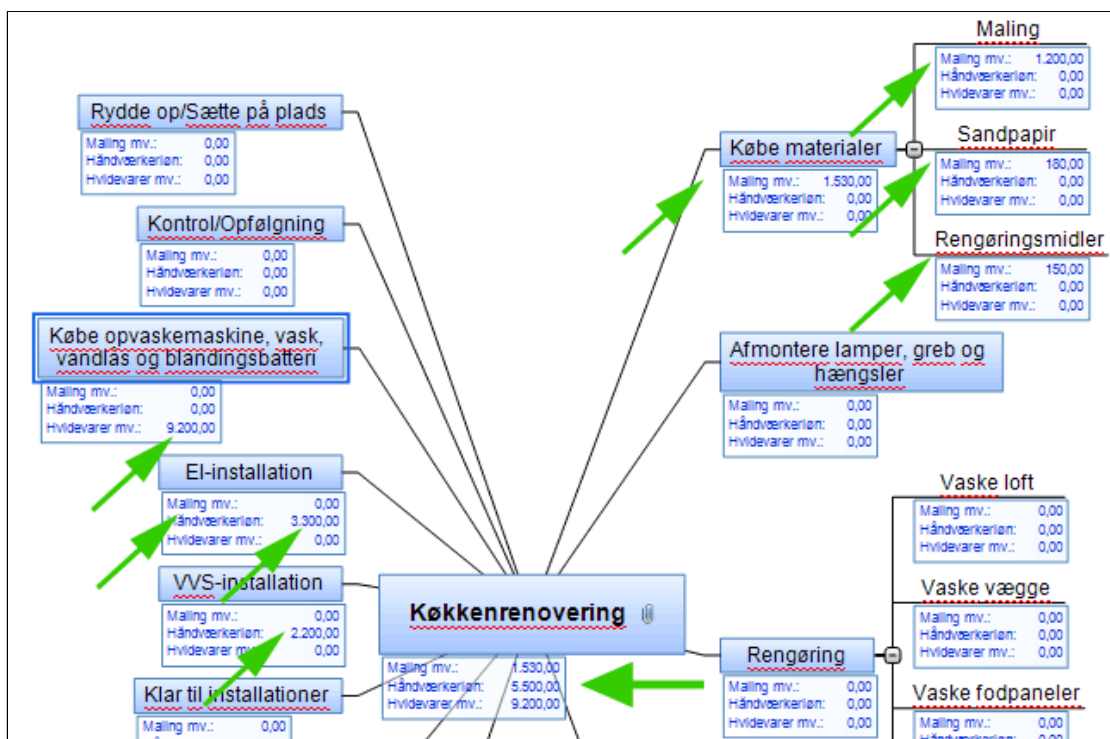 Maling
Maling mv.: 1.200,00
Håndværkerløn: 0,00
Hvidevarer mv.: 0,00
Rydde op/Sætte på plads
Maling mv.: 0,00
Håndværkerløn: 0,00
Hvidevarer mv.: 0,00
Købe materialer
Maling mv.: 1.530,00
Håndværkerløn: 0,00
Hvidevarer mv.: 0,00
Sandpapir
Maling mv.: 180,00
Håndværkerløn: 0,00
Hvidevarer mv.: 0,00
Kontrol/Opfølgning
Maling mv.: 0,00
Håndværkerløn: 0,00
Hvidevarer mv.: 0,00
Rengøringsmidler
Maling mv.: 150,00
Håndværkerløn: 0,00
Hvidevarer mv.: 0,00
Købe opvaskemaskine, vask,
vandlås og blandingsbatteri
Maling mv.: 0,00
Håndværkerløn: 0,00
Hvidevarer mv.: 9.200,00
Afmontere lamper, greb og
hængsler
Maling mv.: 0,00
Håndværkerløn: 0,00
Hvidevarer mv.: 0,00
El-installation
Maling mv.: 0,00
Håndværkerløn: 3.300,00
Hvidevarer mv.: 0,00
Vaske loft
Maling mv.: 0,00
Håndværkerløn: 0,00
Hvidevarer mv.: 0,00
VVS-installation
Maling mv.: 0,00
Håndværkerløn: 2.200,00
Hvidevarer mv.: 0,00
Køkkenrenovering
Maling mv.: 1.530,00
Håndværkerløn: 5.500,00
Hvidevarer mv.: 9.200,00
Vaske vægge
Maling mv.: 0,00
Håndværkerløn: 0,00
Hvidevarer mv.: 0,00
Rengøring
Maling mv.: 0,00
Håndværkerløn: 0,00
Hvidevarer mv.: 0,00
Klar til installationer
Maling mv.: 0,00
Vaske fodpaneler
Maling mv.: 0,00
Håndværkerløn: 0,00